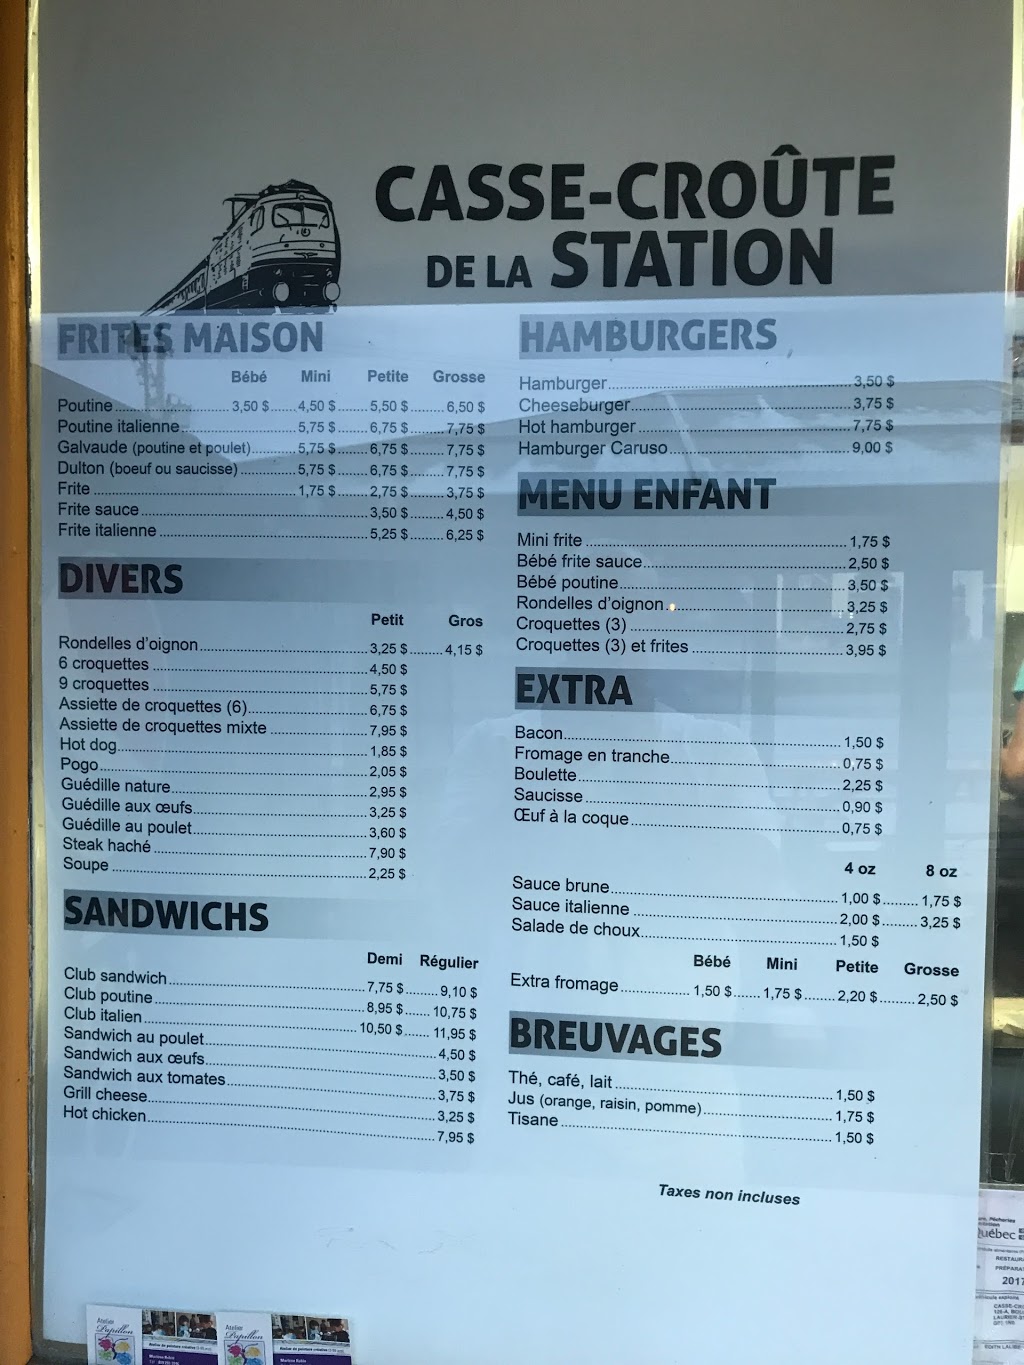 CASSE-CROÛTE
DE LA STATION
FRITES MAISON
Bébé Mini Petite Grosse
Poutine 3,50 $ 4,50 $ 5,50 $ 6,50 $
Poutine italienne 5,75 $ 6,75 $ 7,75 $
Galvaude (poutine et poulet) 5,75 $ 6,75 $ 7,75 $
Dulton (boeuf ou saucisse) 5,75 $ 6,75 $ 7,75 $
Frite 1,75 $ 2,75 $ 3,75 $
Frite sauce 3,50 $ 4,50 $
Frite italienne 5,25 $ 6,25 $
DIVERS
Petit Gros
Rondelles d'oignon 3,25 $ 4,15 $
6 croquettes 4,50 $
9 croquettes 5,75 $
Assiette de croquettes (6) 6,75 $
Assiette de croquettes mixte 7,95 $
Hot dog 1,85 $
Pogo 2,05 $
Guédille nature 2,95 $
Guédille aux œufs 3,25 $
Guédille au poulet 3,60 $
Steak haché 7,90 $
Soupe 2,25 $
SANDWICHS
Demi Régulier
Club sandwich 7,75 $ 9,10 $
Club poutine 8,95 $ 10,75 $
Club italien 10,50 $ 11,95 $
Sandwich au poulet 4,50 $
Sandwich aux œufs 3,50 $
Sandwich aux tomates 3,75 $
Grill cheese 3,25 $
Hot chicken 7,95 $
HAMBURGERS
Hamburger 3,50 $
Cheeseburger 3,75 $
Hot hamburger 7,75 $
Hamburger Caruso 9,00 $
MENU ENFANT
Mini frite 1,75 $
Bébé frite sauce 2,50 $
Bébé poutine 3,50 $
Rondelles d'oignon 3,25 $
Croquettes (3) 2,75 $
Croquettes (3) et frites 3,95 $
EXTRA
Bacon 1,50 $
Fromage en tranche 0,75 $
Boulette 2,25 $
Saucisse 0,90 $
Œuf à la coque 0,75 $
4 oz 8 oz
Sauce brune 1,00 $ 1,75 $
Sauce italienne 2,00 $ 3,25 $
Salade de choux 1,50 $
Bébé Mini Petite Grosse
Extra fromage 1,50 $ 1,75 $ 2,20 $ 2,50 $
BREUVAGES
Thé, café, lait 1,50 $
Jus (orange, raisin, pomme) 1,75 $
Tisane 1,50 $
Taxes non incluses
Atelier
Papillon
Atelier
Papillon
Québec
2017